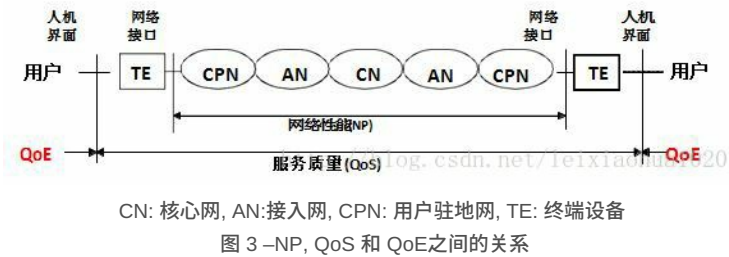 人机 网络 网络 人机
界面 接口 接口 界面
用户 TE CPN AN CN AN CPN TE 用户
网络性能(NP)
QoE 服务质量(QoS) QoE
CN: 核心网, AN:接入网, CPN: 用户驻地网, TE: 终端设备
图 3 –NP, QoS 和 QoE之间的关系